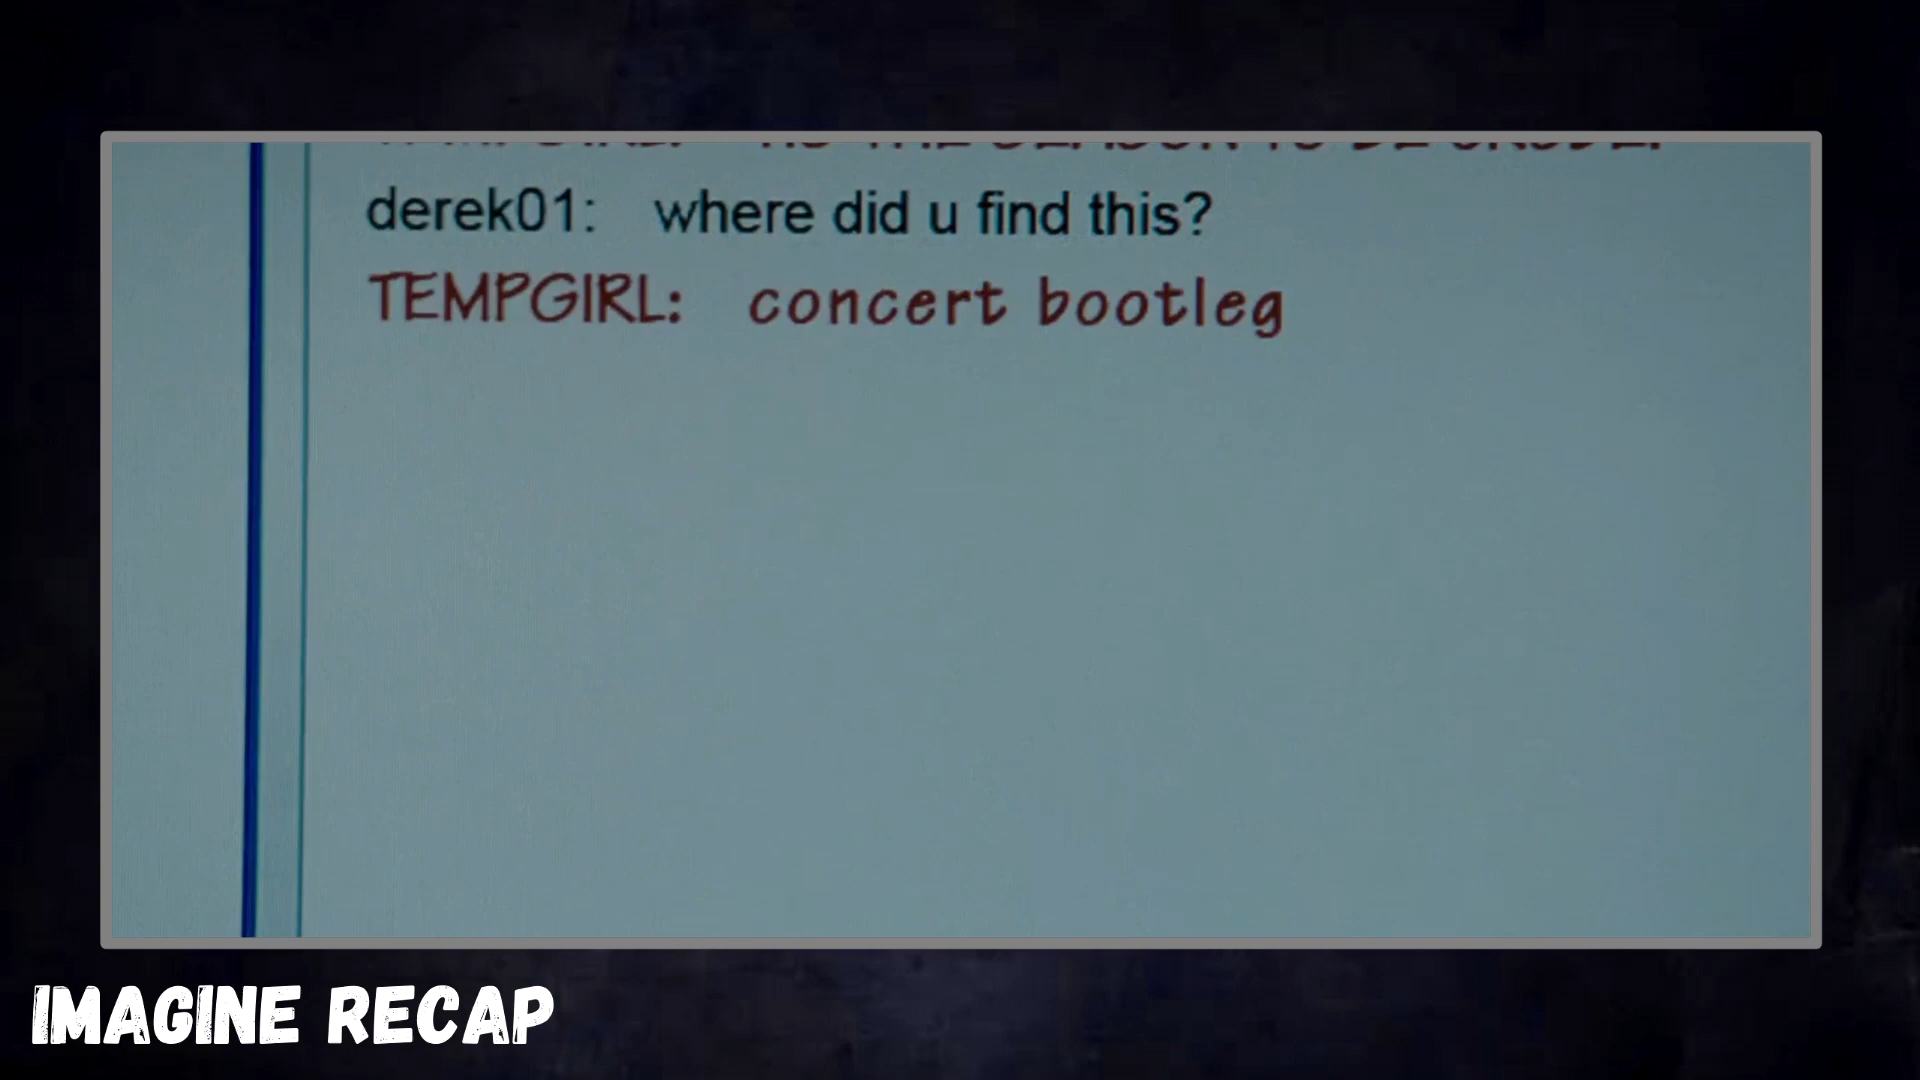 derek01: where did u find this?
TEMPGIRL: concert bootleg
IMAGINE RECAP